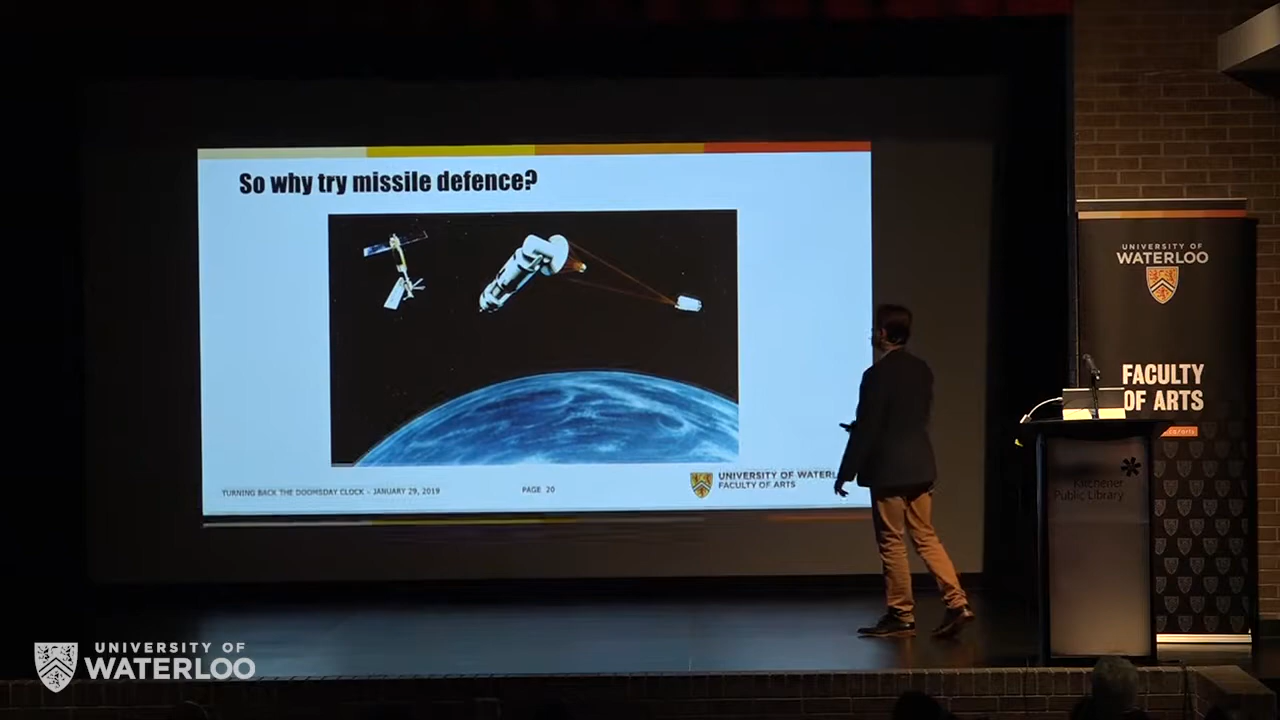 So why try missile defence?
TURNING BACK THE DOOMSDAY CLOCK – JANUARY 29, 2019
PAGE 20
UNIVERSITY OF WATERL
FACULTY OF ARTS
UNIVERSITY OF
WATERLOO
FACULTY
OF ARTS
Kitchener
Public Library
UNIVERSITY OF
WATERLOO